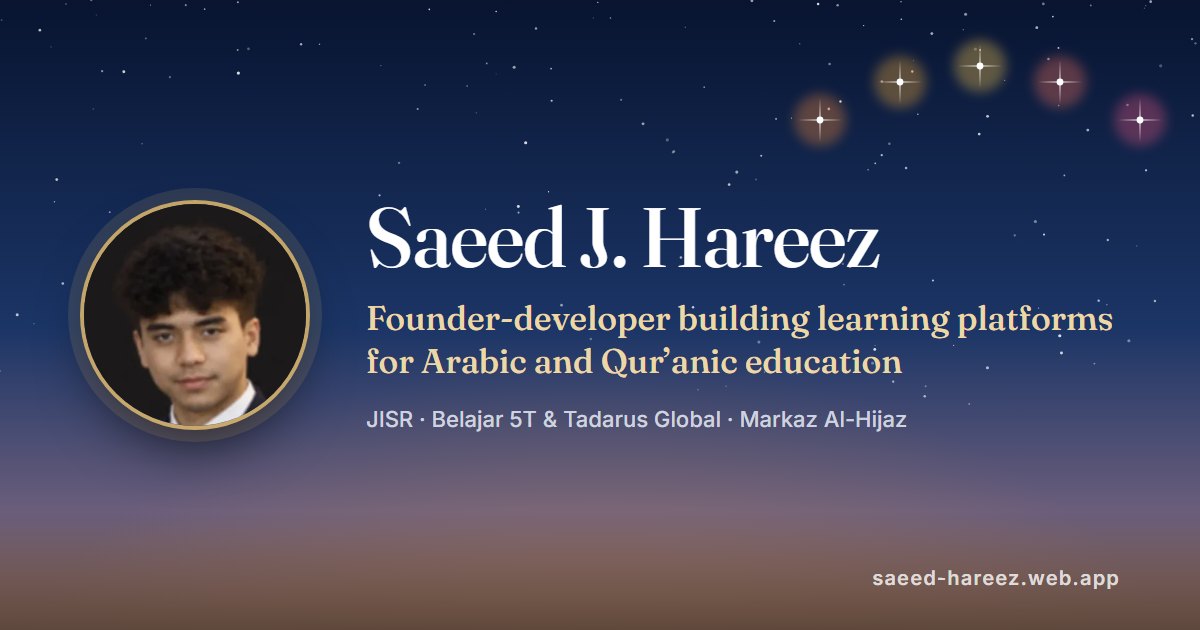 Saeed J. Hareez
Founder-developer building learning platforms
for Arabic and Qur’anic education
JISR · Belajar 5T & Tadarus Global · Markaz Al-Hijaz
saeed-hareez.web.app